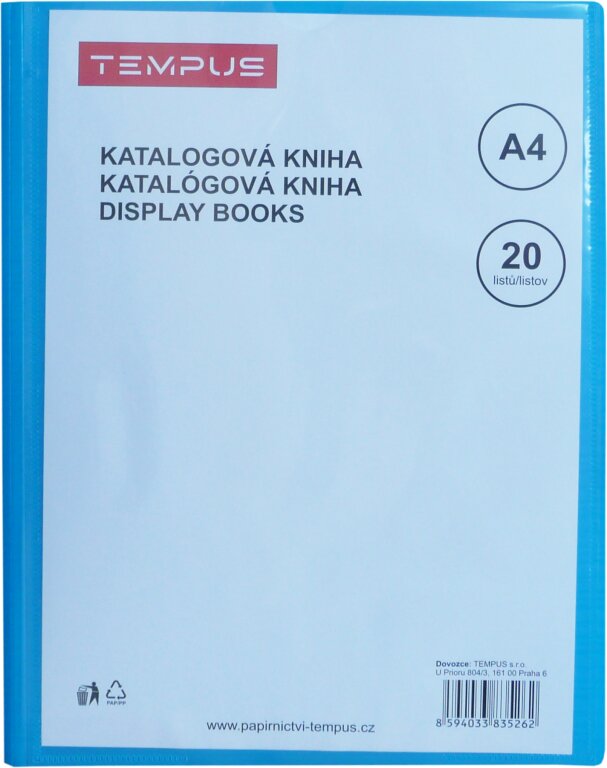 TEMPUS
KATALOGOVÁ KNIHA
KATALÓGOVÁ KNIHA
DISPLAY BOOKS
A4
20
listů/listov
Dovozce: TEMPUS s.r.o.
U Prioru 804/3, 161 00 Praha 6
PAP/PP
www.papirnictvi-tempus.cz
8 594033 835262